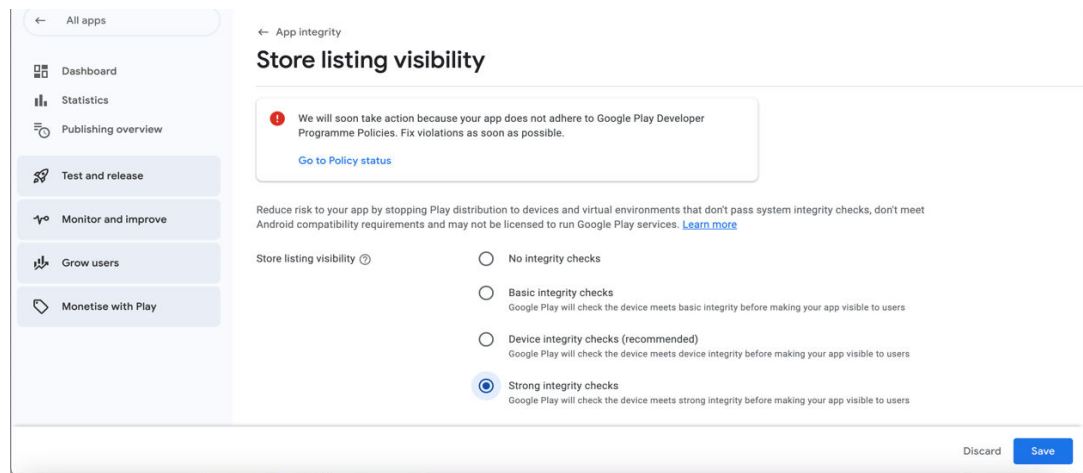 All apps
Dashboard
Statistics
Publishing overview
Test and release
Monitor and improve
Grow users
Monetise with Play
App integrity
Store listing visibility
We will soon take action because your app does not adhere to Google Play Developer
Programme Policies. Fix violations as soon as possible.
Go to Policy status
Reduce risk to your app by stopping Play distribution to devices and virtual environments that don't pass system integrity checks, don't meet
Android compatibility requirements and may not be licensed to run Google Play services. Learn more
Store listing visibility
No integrity checks
Basic integrity checks
Google Play will check the device meets basic integrity before making your app visible to users
Device integrity checks (recommended)
Google Play will check the device meets device integrity before making your app visible to users
Strong integrity checks
Google Play will check the device meets strong integrity before making your app visible to users
Discard
Save